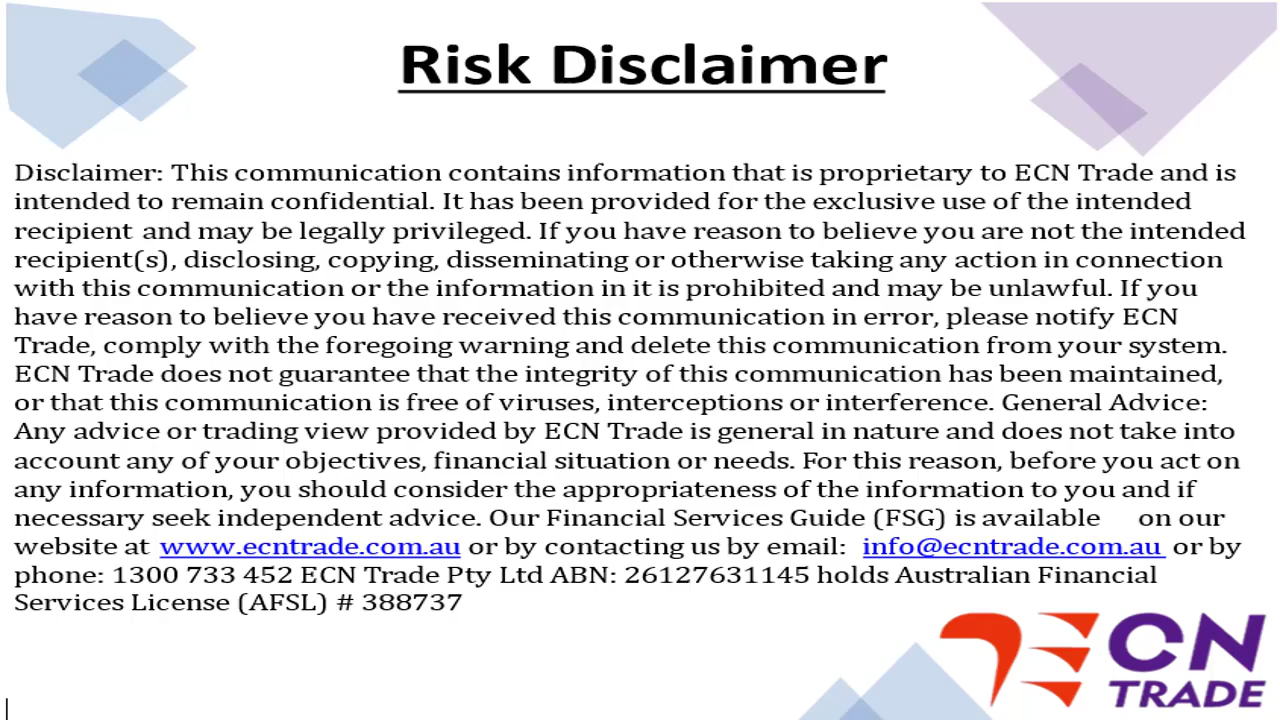 Risk Disclaimer
Disclaimer: This communication contains information that is proprietary to ECN Trade and is
intended to remain confidential. It has been provided for the exclusive use of the intended
recipient and may be legally privileged. If you have reason to believe you are not the intended
recipient(s), disclosing, copying, disseminating or otherwise taking any action in connection
with this communication or the information in it is prohibited and may be unlawful. If you
have reason to believe you have received this communication in error, please notify ECN
Trade, comply with the foregoing warning and delete this communication from your system.
ECN Trade does not guarantee that the integrity of this communication has been maintained,
or that this communication is free of viruses, interceptions or interference. General Advice:
Any advice or trading view provided by ECN Trade is general in nature and does not take into
account any of your objectives, financial situation or needs. For this reason, before you act on
any information, you should consider the appropriateness of the information to you and if
necessary seek independent advice. Our Financial Services Guide (FSG) is available on our
website at www.ecntrade.com.au or by contacting us by email: info@ecntrade.com.au or by
phone: 1300 733 452 ECN Trade Pty Ltd ABN: 26127631145 holds Australian Financial
Services License (AFSL) # 388737
ECN
TRADE